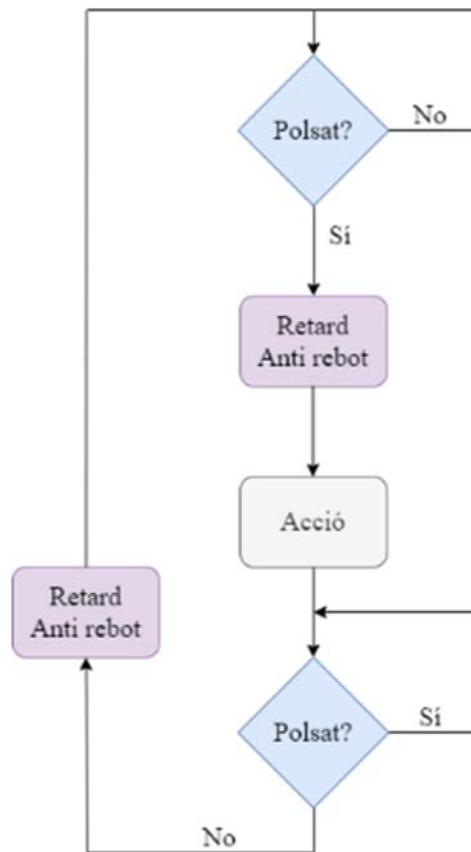 Polsat?
No
Sí
Retard
Anti rebot
Acció
Retard
Anti rebot
Polsat?
Sí
No